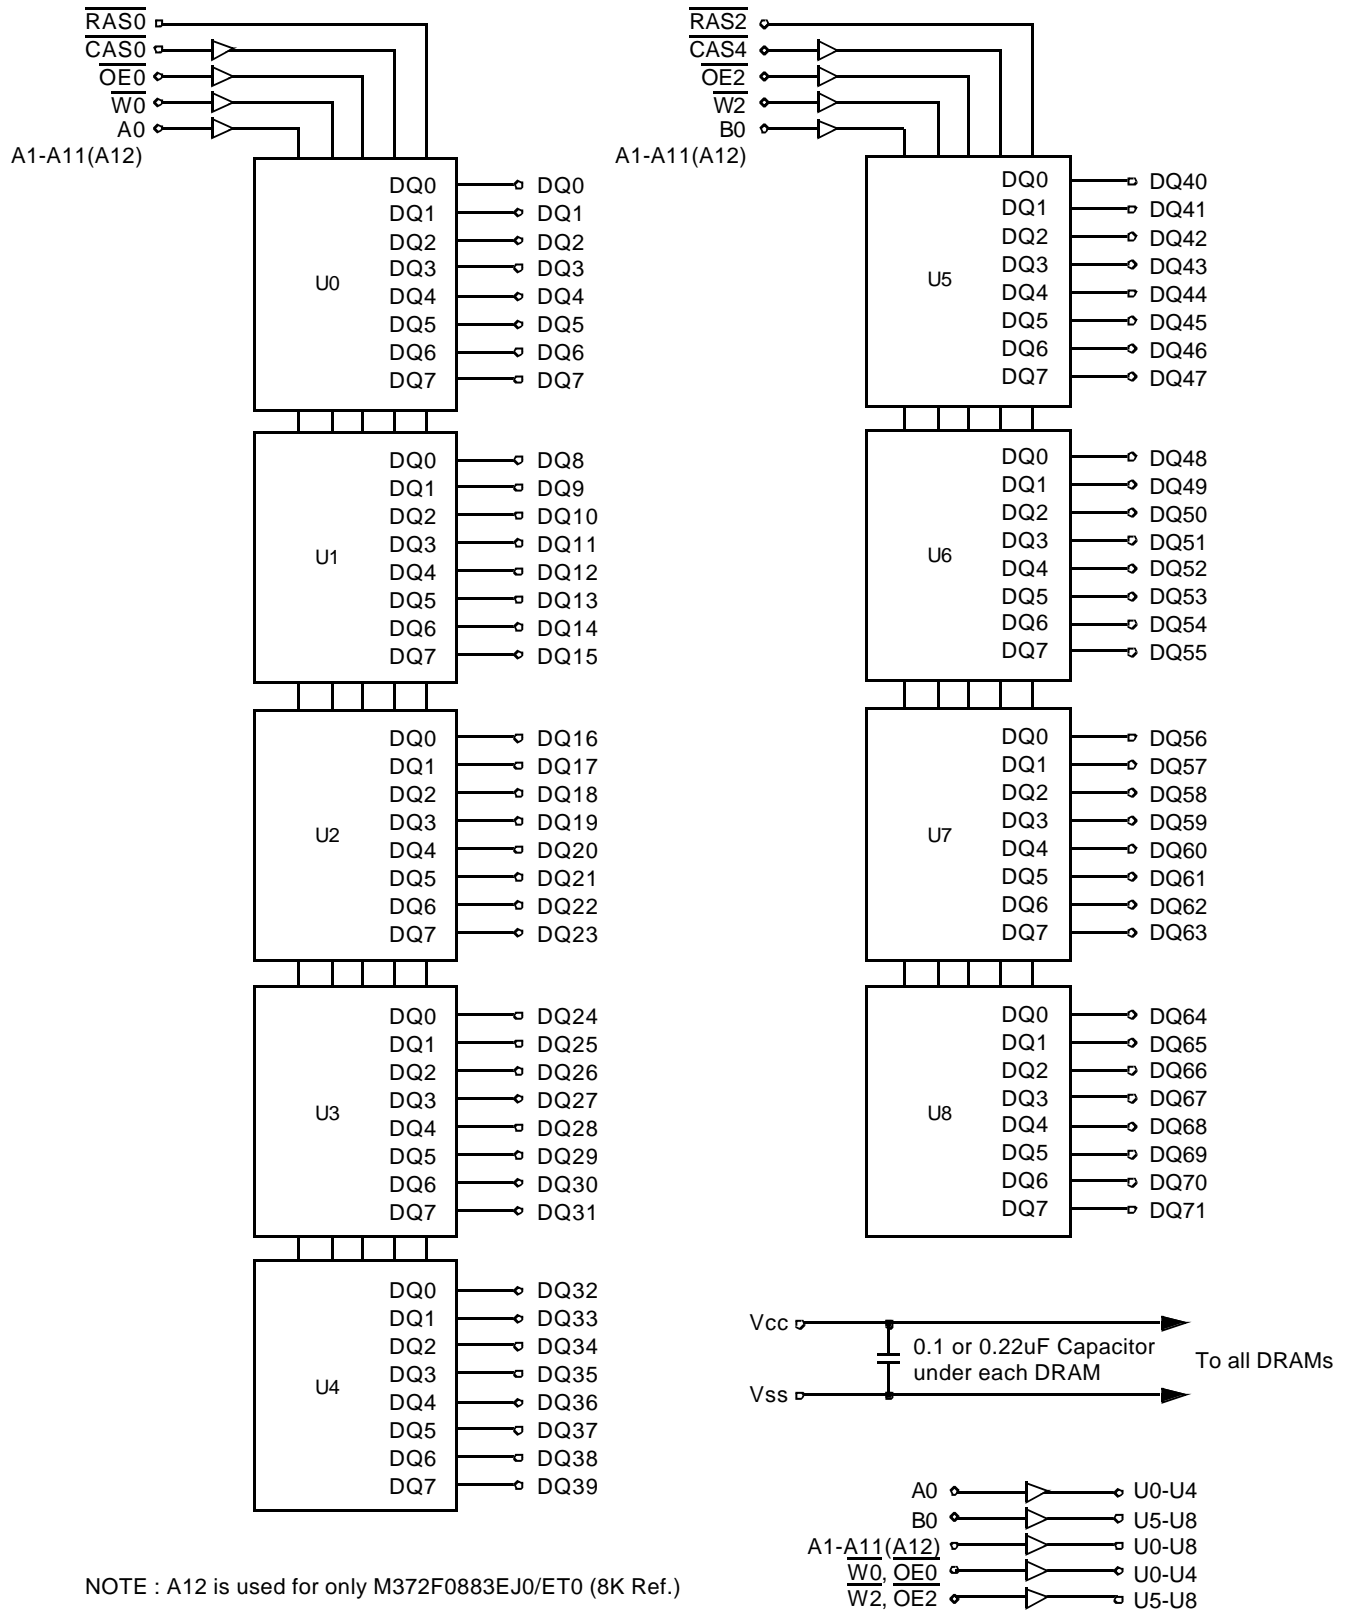 RAS0
CAS0
OE0
W0
A0
A1-A11(A12)
U0
DQ0 DQ0
DQ1 DQ1
DQ2 DQ2
DQ3 DQ3
DQ4 DQ4
DQ5 DQ5
DQ6 DQ6
DQ7 DQ7
U1
DQ0 DQ8
DQ1 DQ9
DQ2 DQ10
DQ3 DQ11
DQ4 DQ12
DQ5 DQ13
DQ6 DQ14
DQ7 DQ15
U2
DQ0 DQ16
DQ1 DQ17
DQ2 DQ18
DQ3 DQ19
DQ4 DQ20
DQ5 DQ21
DQ6 DQ22
DQ7 DQ23
U3
DQ0 DQ24
DQ1 DQ25
DQ2 DQ26
DQ3 DQ27
DQ4 DQ28
DQ5 DQ29
DQ6 DQ30
DQ7 DQ31
U4
DQ0 DQ32
DQ1 DQ33
DQ2 DQ34
DQ3 DQ35
DQ4 DQ36
DQ5 DQ37
DQ6 DQ38
DQ7 DQ39
NOTE : A12 is used for only M372F0883EJ0/ET0 (8K Ref.)
RAS2
CAS4
OE2
W2
B0
A1-A11(A12)
U5
DQ0 DQ40
DQ1 DQ41
DQ2 DQ42
DQ3 DQ43
DQ4 DQ44
DQ5 DQ45
DQ6 DQ46
DQ7 DQ47
U6
DQ0 DQ48
DQ1 DQ49
DQ2 DQ50
DQ3 DQ51
DQ4 DQ52
DQ5 DQ53
DQ6 DQ54
DQ7 DQ55
U7
DQ0 DQ56
DQ1 DQ57
DQ2 DQ58
DQ3 DQ59
DQ4 DQ60
DQ5 DQ61
DQ6 DQ62
DQ7 DQ63
U8
DQ0 DQ64
DQ1 DQ65
DQ2 DQ66
DQ3 DQ67
DQ4 DQ68
DQ5 DQ69
DQ6 DQ70
DQ7 DQ71
Vcc
0.1 or 0.22uF Capacitor
under each DRAM
To all DRAMs
Vss
A0 U0-U4
B0 U5-U8
A1-A11(A12) U0-U8
W0, OE0 U0-U4
W2, OE2 U5-U8